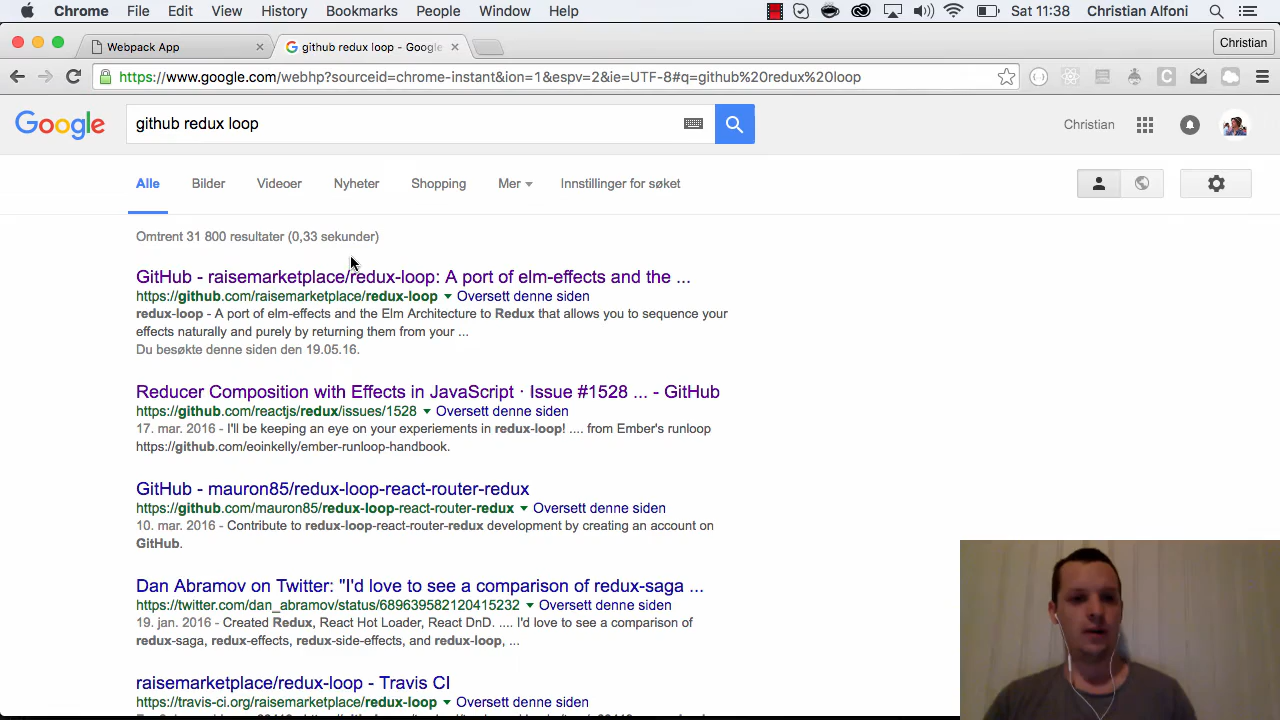 Chrome File Edit View History Bookmarks People Window Help Sat 11:38 Christian Alfoni
Webpack App github redux loop - Google Christian
https://www.google.com/webhp?sourceid=chrome-instant&ion=1&espv=2&ie=UTF-8#q=github%20redux%20loop
Google github redux loop Christian
Alle Bilder Videoer Nyheter Shopping Mer Innstillinger for søket
Omtrent 31 800 resultater (0,33 sekunder)
GitHub - raisemarketplace/redux-loop: A port of elm-effects and the ...
https://github.com/raisemarketplace/redux-loop Oversett denne siden
redux-loop - A port of elm-effects and the Elm Architecture to Redux that allows you to sequence your
effects naturally and purely by returning them from your ...
Du besøkte denne siden den 19.05.16.
Reducer Composition with Effects in JavaScript · Issue #1528 ... - GitHub
https://github.com/reactjs/redux/issues/1528 Oversett denne siden
17. mar. 2016 - I'll be keeping an eye on your experiements in redux-loop! .... from Ember's runloop
https://github.com/eoinkelly/ember-runloop-handbook.
GitHub - mauron85/redux-loop-react-router-redux
https://github.com/mauron85/redux-loop-react-router-redux Oversett denne siden
10. mar. 2016 - Contribute to redux-loop-react-router-redux development by creating an account on
GitHub.
Dan Abramov on Twitter: "I'd love to see a comparison of redux-saga ...
https://twitter.com/dan_abramov/status/689639582120415232 Oversett denne siden
19. jan. 2016 - Created Redux, React Hot Loader, React DnD. .... I'd love to see a comparison of
redux-saga, redux-effects, redux-side-effects, and redux-loop, ...
raisemarketplace/redux-loop - Travis CI
https://travis-ci.org/raisemarketplace/redux-loop Oversett denne siden